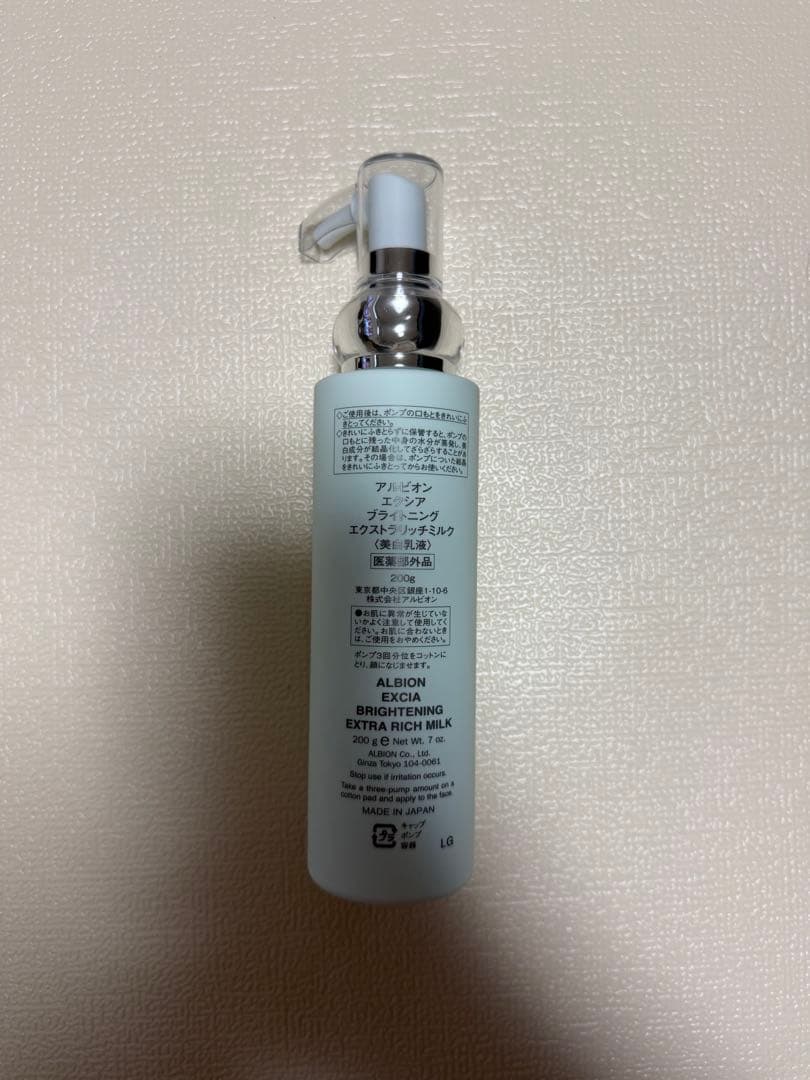 ◇ご使用後は、ポンプの口もとをきれいにふ
きとってください。
◇きれいにふきとらずに保管すると、ポンプの
口もとに残った中身の水分が蒸発し、美
白成分が結晶化してざらざらすることがあ
ります。その場合は、ポンプについた結晶
をきれいにふきとってからお使いください。
アルビオン
エクシア
ブライトニング
エクストラリッチミルク
〈美白乳液〉
医薬部外品
200g
東京都中央区銀座1-10-6
株式会社アルビオン
●お肌に異常が生じていな
いかよく注意して使用してく
ださい。お肌に合わないとき
は、ご使用をおやめください。
ポンプ3回分位をコットンに
とり、顔になじませます。
ALBION
EXCIA
BRIGHTENING
EXTRA RICH MILK
200 g e Net Wt. 7 oz.
ALBION Co., Ltd.
Ginza Tokyo 104-0061
Stop use if irritation occurs.
Take a three-pump amount on a
cotton pad and apply to the face.
MADE IN JAPAN
プラ
キャップ
ポンプ
容器
LG